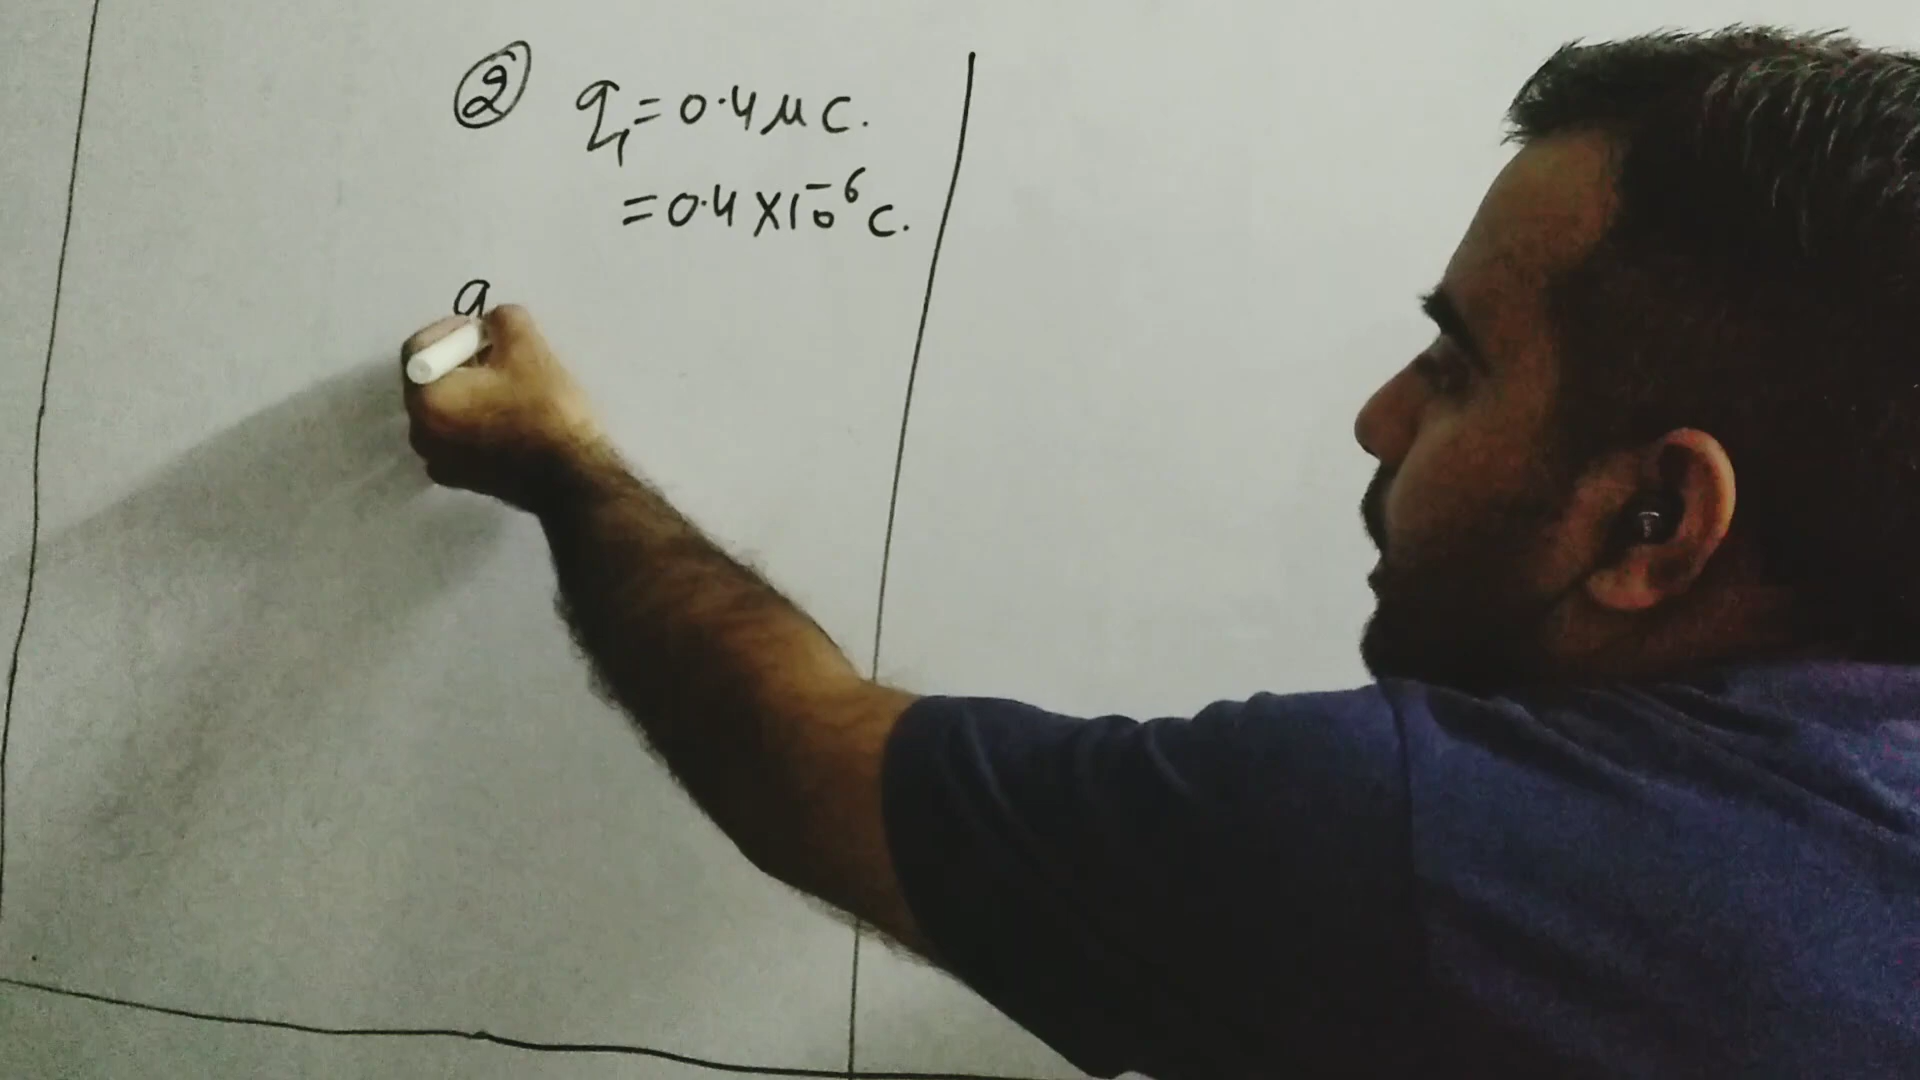 ② q₁ = 0.4 μC.
= 0.4 × 10⁻⁶ C.
q